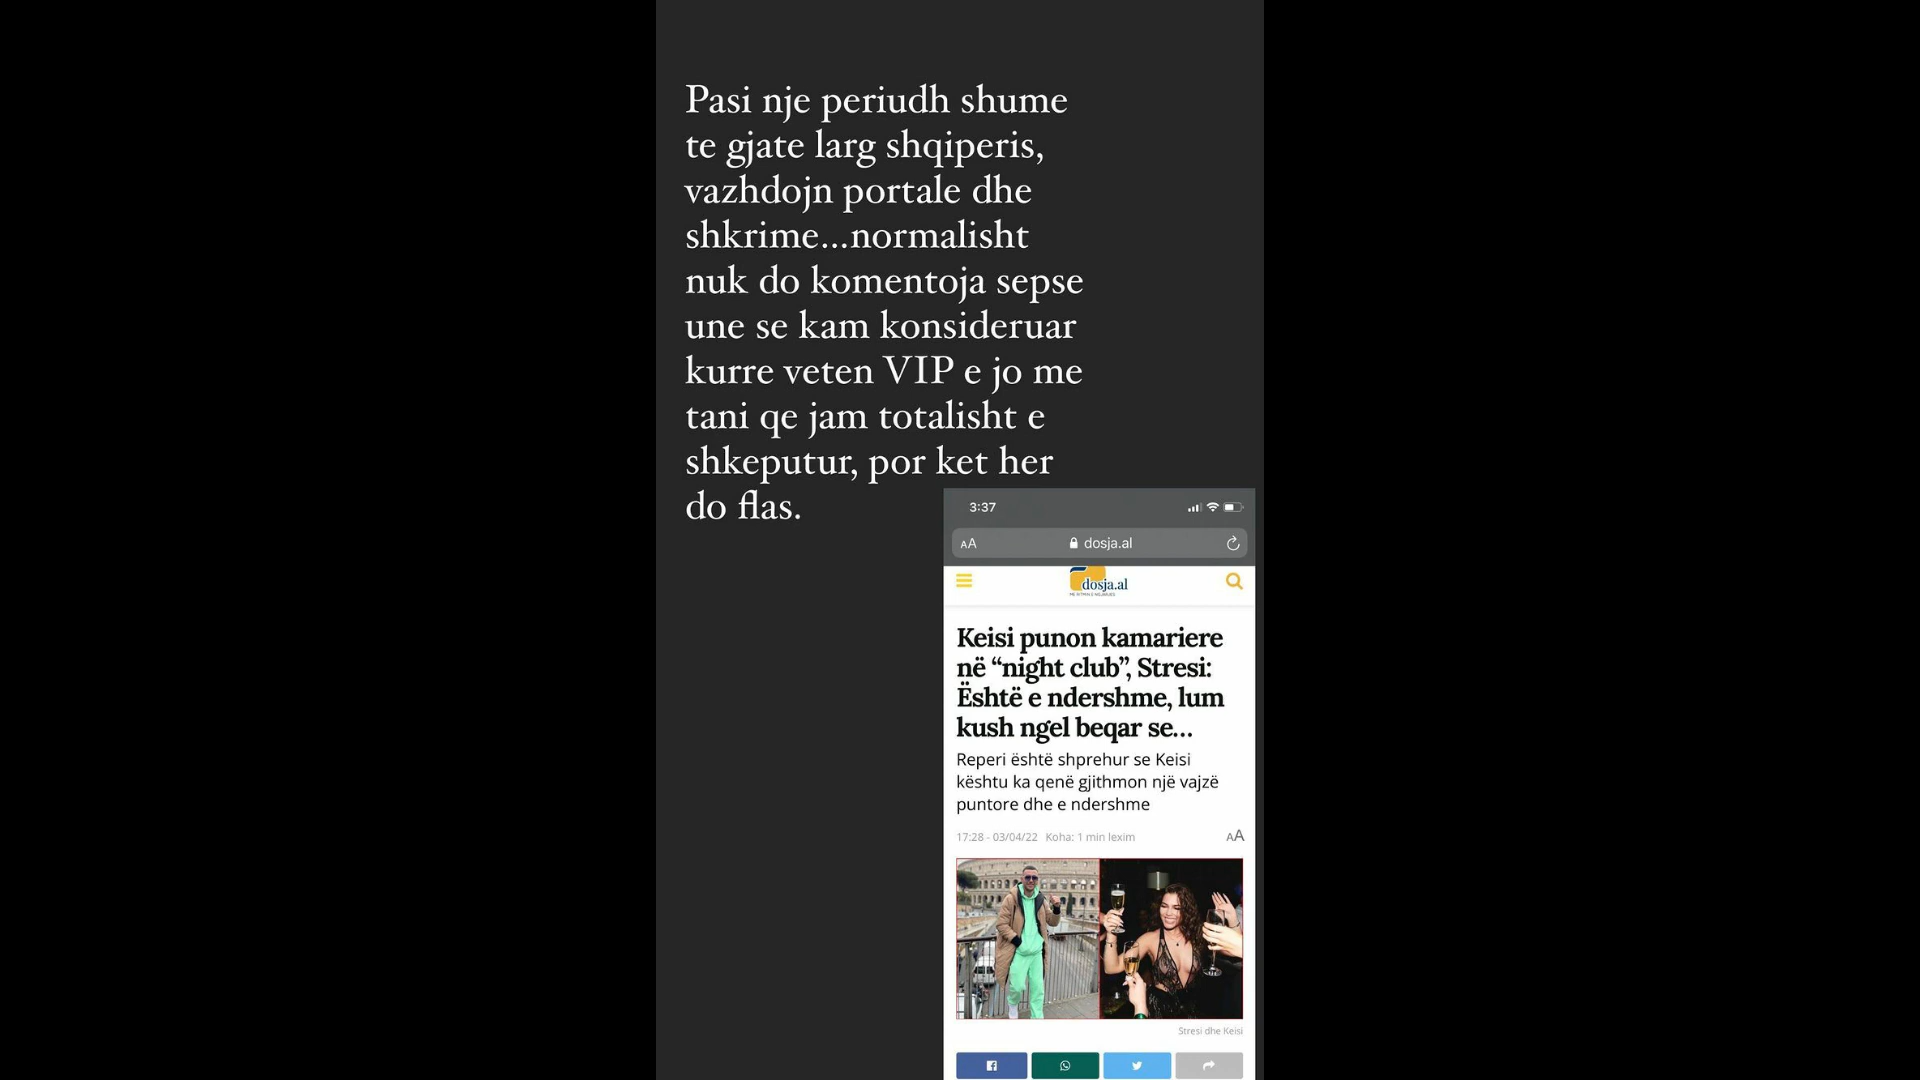 Pasi nje periudh shume
te gjate larg shqiperis,
vazhdojn portale dhe
shkrime...normalisht
nuk do komentoja sepse
une se kam konsideruar
kurre veten VIP e jo me
tani qe jam totalisht e
shkeputur, por ket her
do flas.
3:37
AA dosja.al
dosja.al
Keisi punon kamariere
në “night club”, Stresi:
Është e ndershme, lum
kush ngel beqar se...
Reperi është shprehur se Keisi
kështu ka qenë gjithmon një vajzë
puntore dhe e ndershme
17:28 - 03/04/22 Koha: 1 min lexim AA
Stresi dhe Keisi